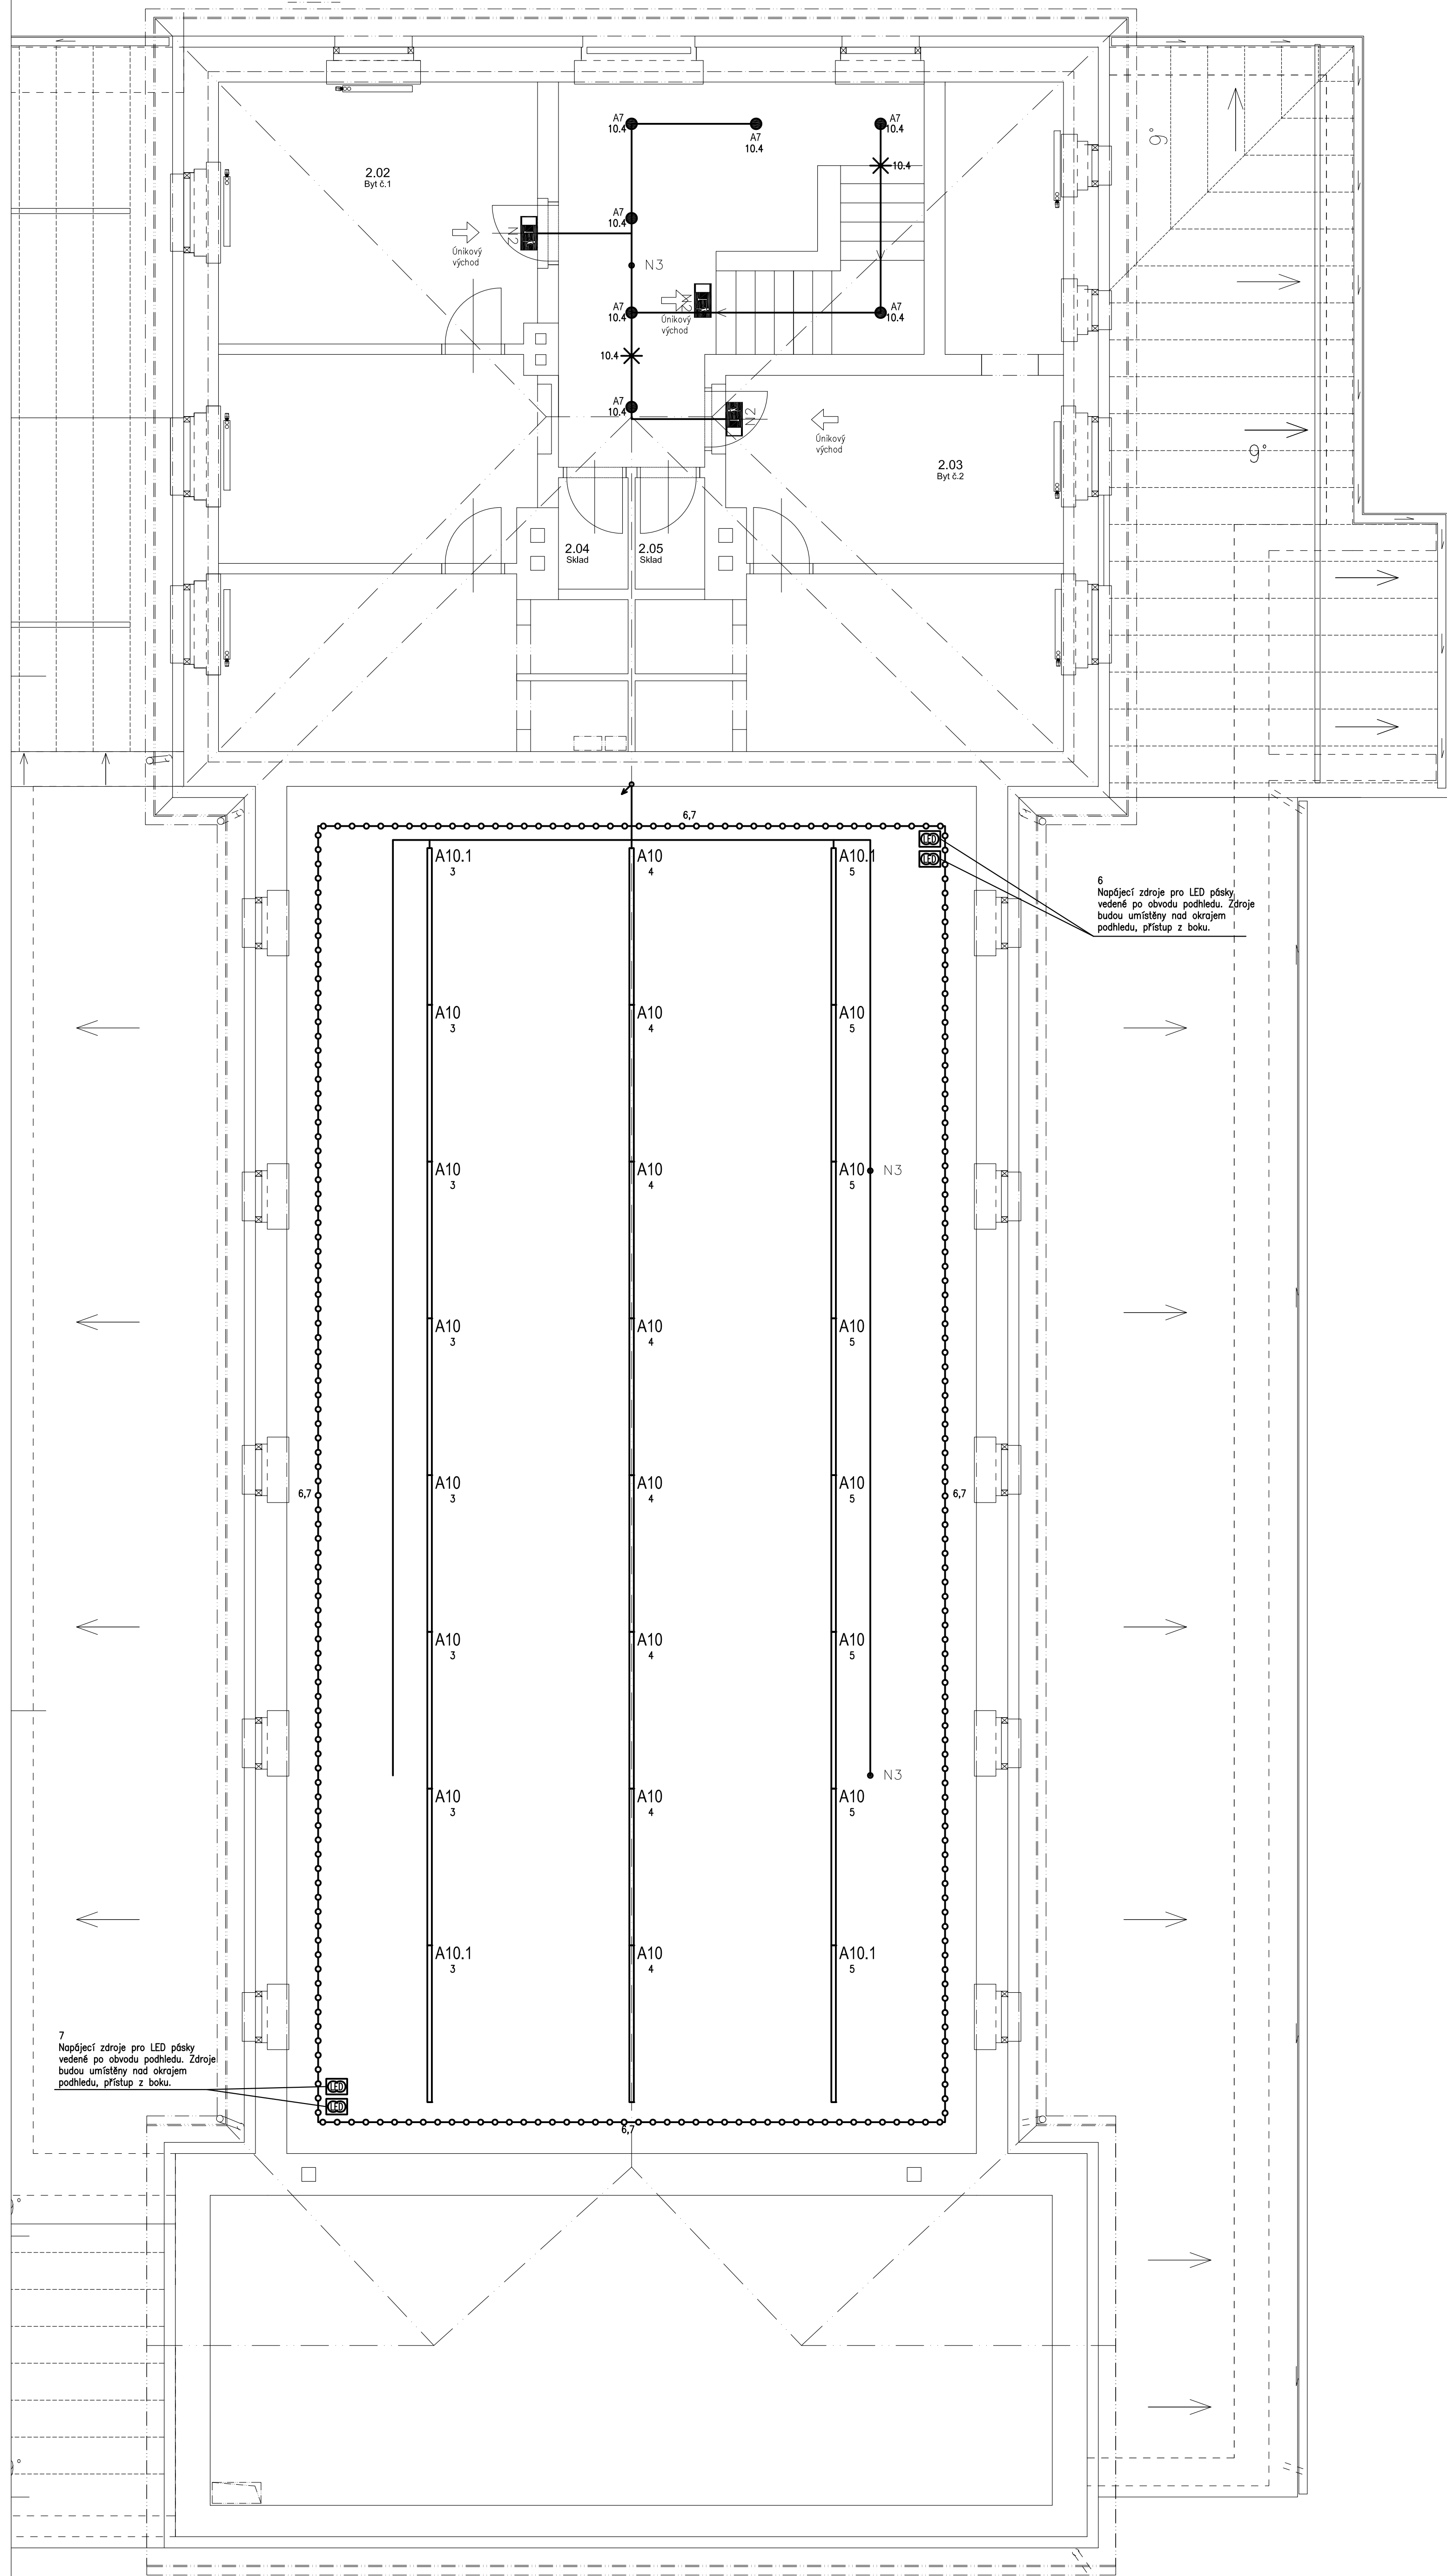 A7
10.4
A7
10.4
A7
10.4
10.4
2.02
Byt č.1
A7
10.4
N2
Únikový
východ
N3
N2
Únikový
východ
A7
10.4
A7
10.4
10.4
A7
10.4
N2
Únikový
východ
9°
9°
2.03
Byt č.2
2.04
Sklad
2.05
Sklad
6,7
LED
LED
A10.1
3
A10
4
A10.1
5
6
Napájecí zdroje pro LED pásky
vedené po obvodu podhledu. Zdroje
budou umístěny nad okrajem
podhledu, přístup z boku.
A10
3
A10
4
A10
5
A10
3
A10
4
A10
5
N3
A10
3
A10
4
A10
5
A10
3
A10
4
A10
5
6,7
6,7
A10
3
A10
4
A10
5
A10
3
A10
4
A10
5
N3
A10.1
3
A10
4
A10.1
5
7
Napájecí zdroje pro LED pásky
vedené po obvodu podhledu. Zdroje
budou umístěny nad okrajem
podhledu, přístup z boku.
LED
LED
6,7